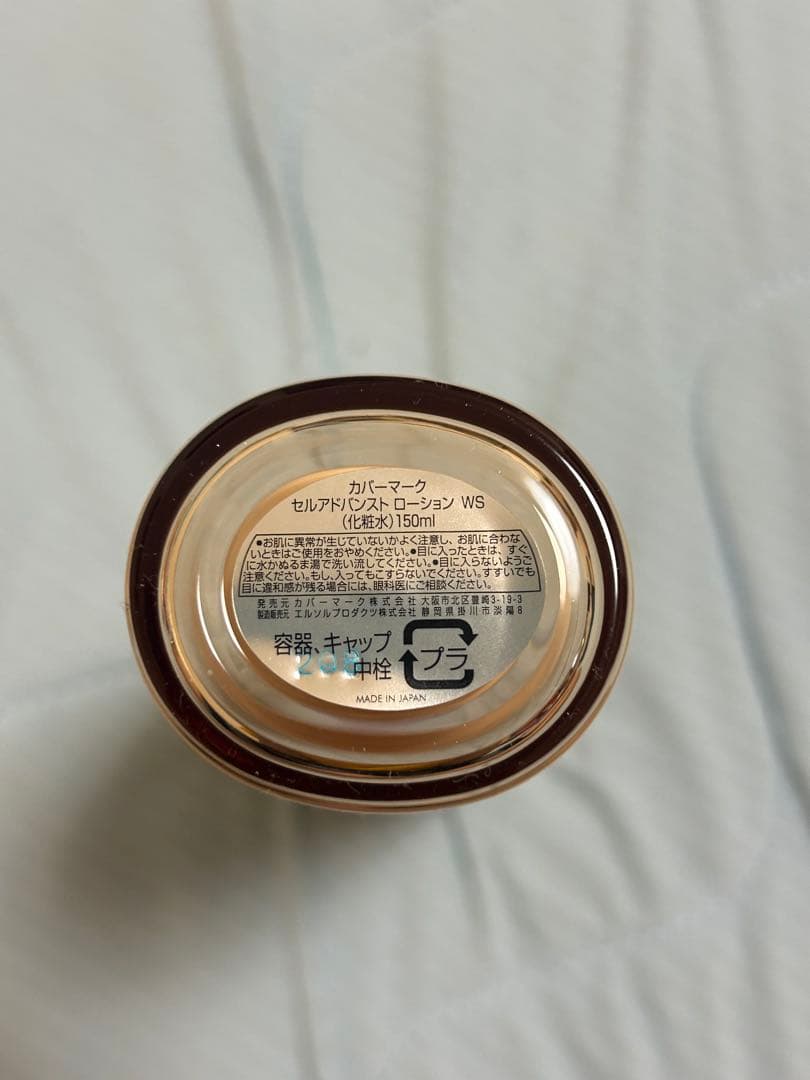 カバーマーク
セルアドバンスト ローション WS
(化粧水)150ml
●お肌に異常が生じていないかよく注意し、お肌に合わな
いときはご使用をおやめください。●目に入ったときは、すぐ
に水かぬるま湯で洗い流してください。●目に入らないようご
注意ください。もし、入ってもこすらないでください。すすいでも
目に違和感が残る場合には、眼科医にご相談ください。
発売元 カバーマーク株式会社 大阪市北区豊崎3-19-3
製造販売元 エルソルプロダクツ株式会社 静岡県掛川市淡陽8
容器、キャップ
中栓
プラ
MADE IN JAPAN